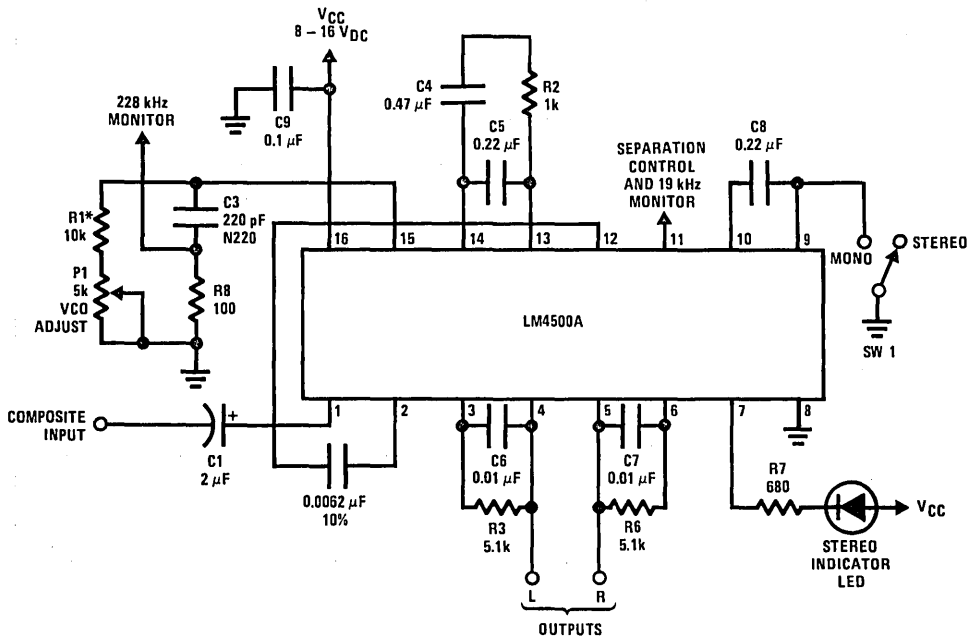 VCC
8 – 16 VDC
C9
0.1 µF
228 kHz
MONITOR
R1*
10k
P1
5k
VCO
ADJUST
C3
220 pF
N220
R8
100
C4
0.47 µF
R2
1k
C5
0.22 µF
SEPARATION
CONTROL
AND 19 kHz
MONITOR
C8
0.22 µF
MONO
STEREO
SW 1
16 15 14 13 12 11 10 9
LM4500A
1 2 3 4 5 6 7 8
COMPOSITE
INPUT
+
C1
2 µF
0.0062 µF
10%
C6
0.01 µF
R3
5.1k
C7
0.01 µF
R6
5.1k
R7
680
VCC
STEREO
INDICATOR
LED
L R
OUTPUTS